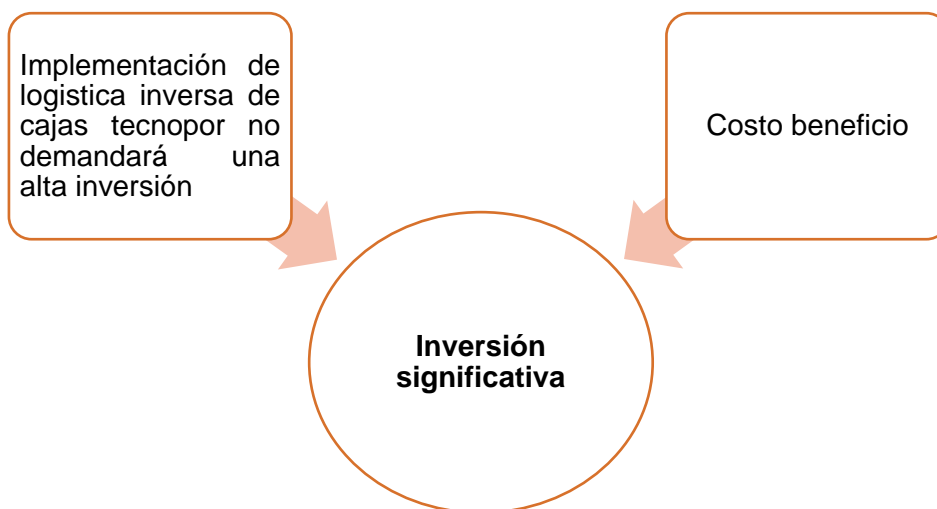 Implementación de
logistica inversa de
cajas tecnopor no
demandará una
alta inversión
Costo beneficio
Inversión
significativa